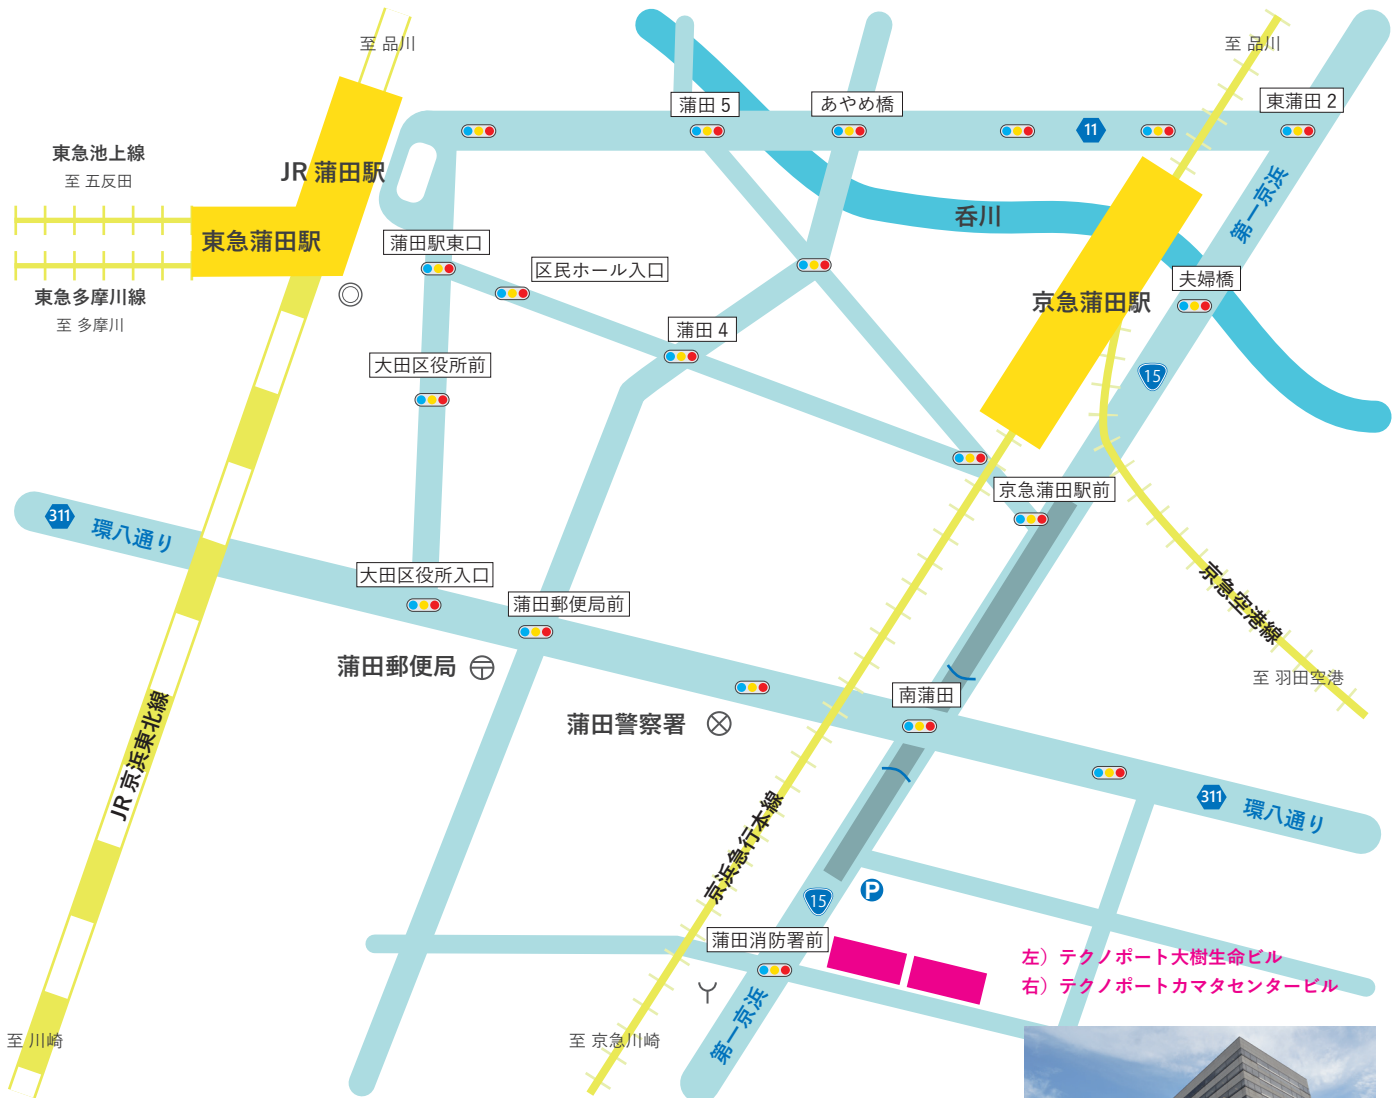 至 品川
至 品川
蒲田 5
あやめ橋
東蒲田 2
11
東急池上線
至 五反田
JR 蒲田駅
第一京浜
呑川
東急蒲田駅
蒲田駅東口
区民ホール入口
夫婦橋
東急多摩川線
至 多摩川
京急蒲田駅
蒲田 4
大田区役所前
15
京急蒲田駅前
311
環八通り
大田区役所入口
蒲田郵便局前
京急空港線
蒲田郵便局
至 羽田空港
南蒲田
蒲田警察署
JR 京浜東北線
311
環八通り
京浜急行本線
P
15
蒲田消防署前
左）テクノポート大樹生命ビル
右）テクノポートカマタセンタービル
第一京浜
至 川崎
至 京急川崎